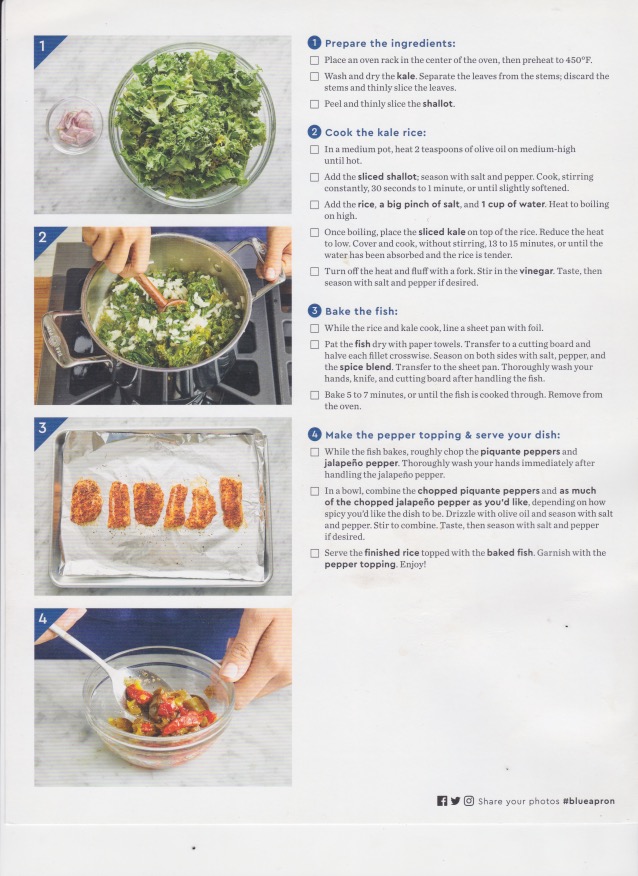 1
1 Prepare the ingredients:
Place an oven rack in the center of the oven, then preheat to 450°F.
Wash and dry the kale. Separate the leaves from the stems; discard the
stems and thinly slice the leaves.
Peel and thinly slice the shallot.
2 Cook the kale rice:
In a medium pot, heat 2 teaspoons of olive oil on medium-high
until hot.
Add the sliced shallot; season with salt and pepper. Cook, stirring
constantly, 30 seconds to 1 minute, or until slightly softened.
Add the rice, a big pinch of salt, and 1 cup of water. Heat to boiling
on high.
2
Once boiling, place the sliced kale on top of the rice. Reduce the heat
to low. Cover and cook, without stirring, 13 to 15 minutes, or until the
water has been absorbed and the rice is tender.
Turn off the heat and fluff with a fork. Stir in the vinegar. Taste, then
season with salt and pepper if desired.
3 Bake the fish:
While the rice and kale cook, line a sheet pan with foil.
Pat the fish dry with paper towels. Transfer to a cutting board and
halve each fillet crosswise. Season on both sides with salt, pepper, and
the spice blend. Transfer to the sheet pan. Thoroughly wash your
hands, knife, and cutting board after handling the fish.
Bake 5 to 7 minutes, or until the fish is cooked through. Remove from
the oven.
3
4 Make the pepper topping & serve your dish:
While the fish bakes, roughly chop the piquante peppers and
jalapeño pepper. Thoroughly wash your hands immediately after
handling the jalapeño pepper.
In a bowl, combine the chopped piquante peppers and as much
of the chopped jalapeño pepper as you'd like, depending on how
spicy you'd like the dish to be. Drizzle with olive oil and season with salt
and pepper. Stir to combine. Taste, then season with salt and pepper
if desired.
Serve the finished rice topped with the baked fish. Garnish with the
pepper topping. Enjoy!
4
Share your photos #blueapron